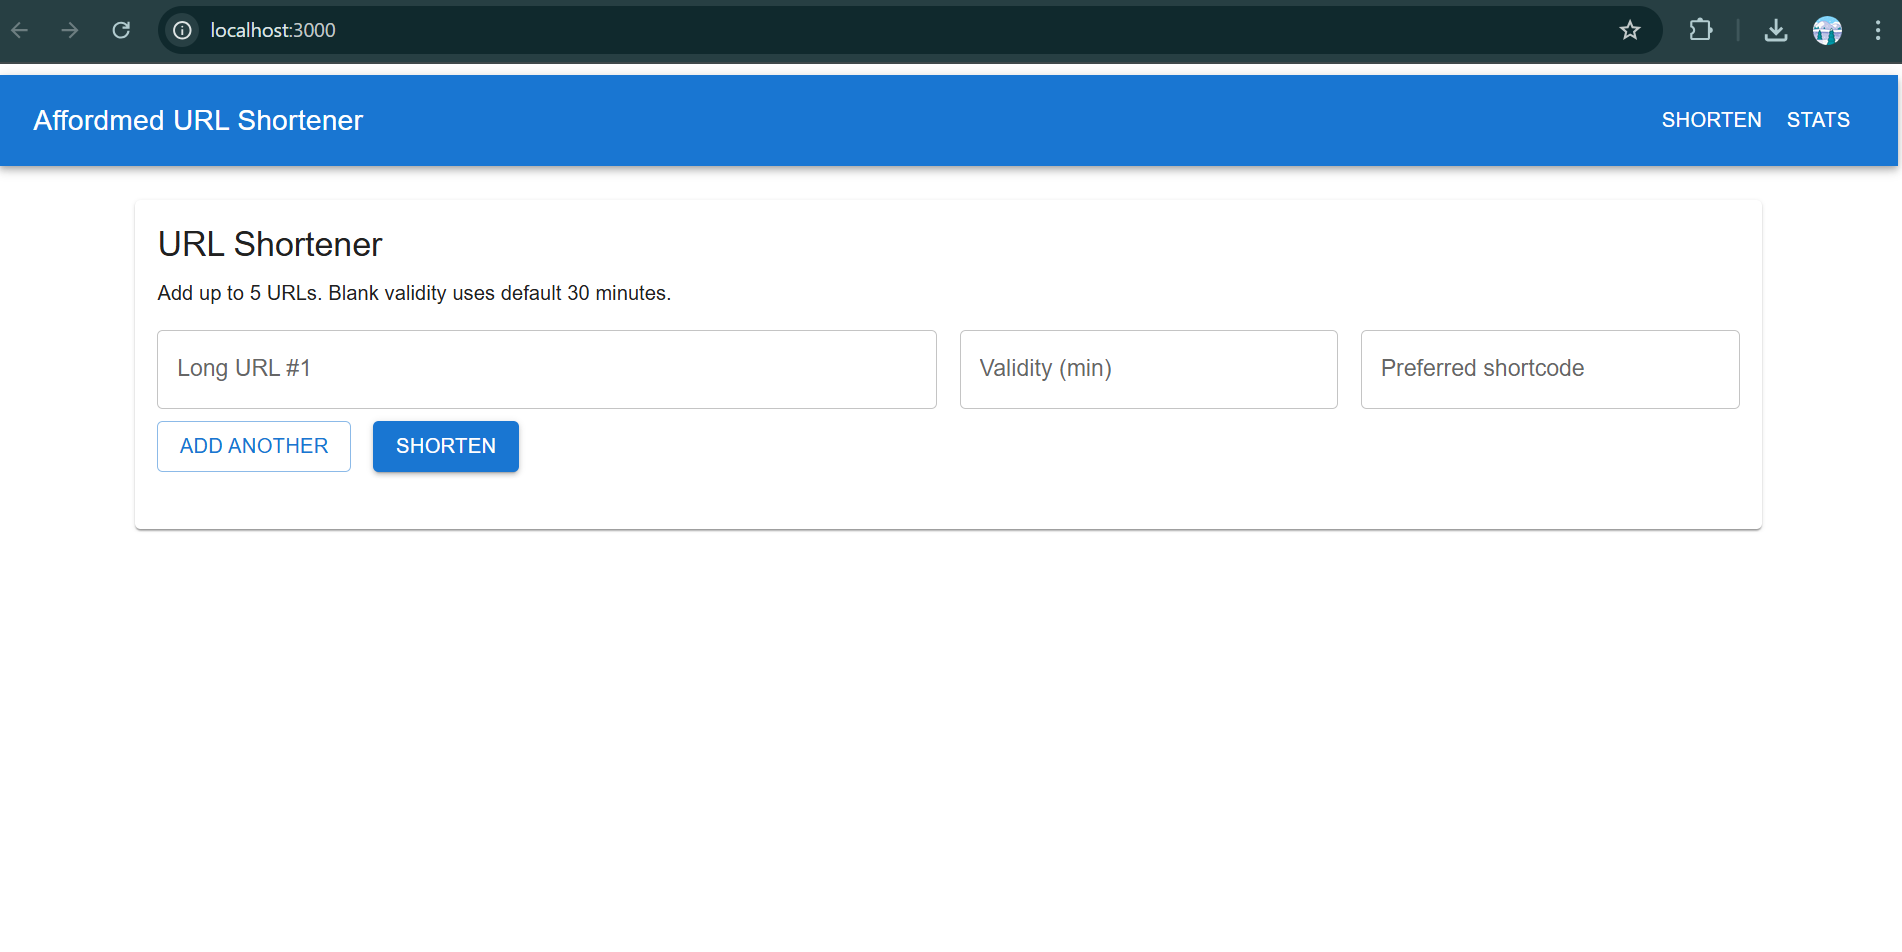 localhost:3000
Affordmed URL Shortener SHORTEN STATS
URL Shortener
Add up to 5 URLs. Blank validity uses default 30 minutes.
Long URL #1 Validity (min) Preferred shortcode
ADD ANOTHER SHORTEN